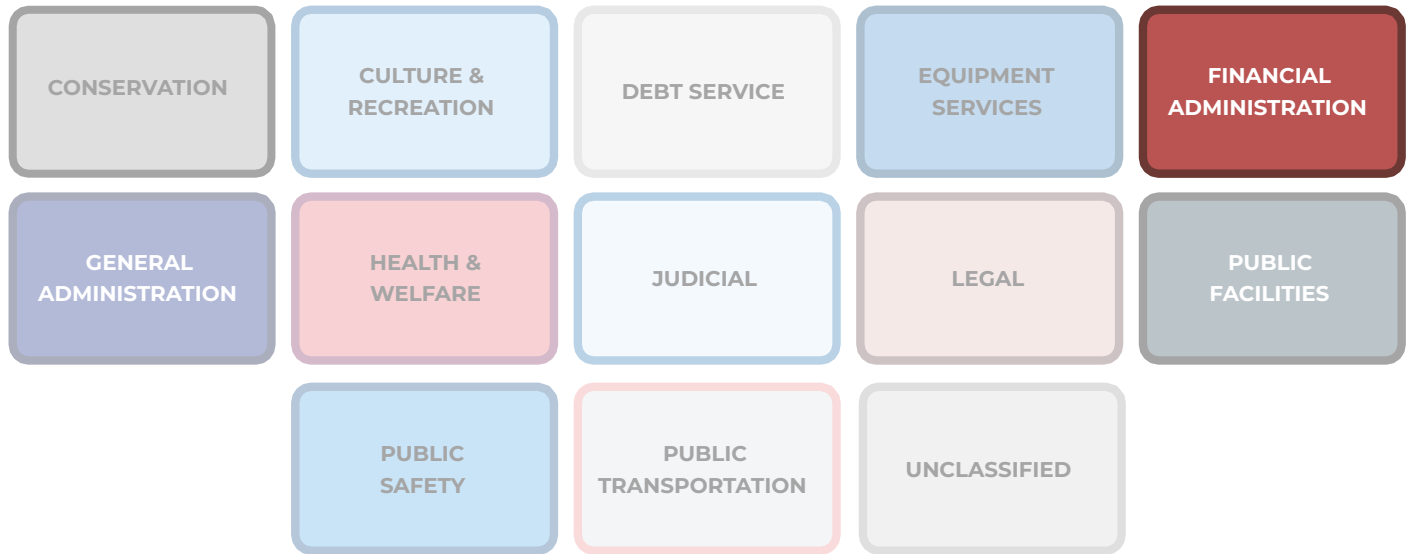 CONSERVATION
CULTURE &
RECREATION
DEBT SERVICE
EQUIPMENT
SERVICES
FINANCIAL
ADMINISTRATION
GENERAL
ADMINISTRATION
HEALTH &
WELFARE
JUDICIAL
LEGAL
PUBLIC
FACILITIES
PUBLIC
SAFETY
PUBLIC
TRANSPORTATION
UNCLASSIFIED